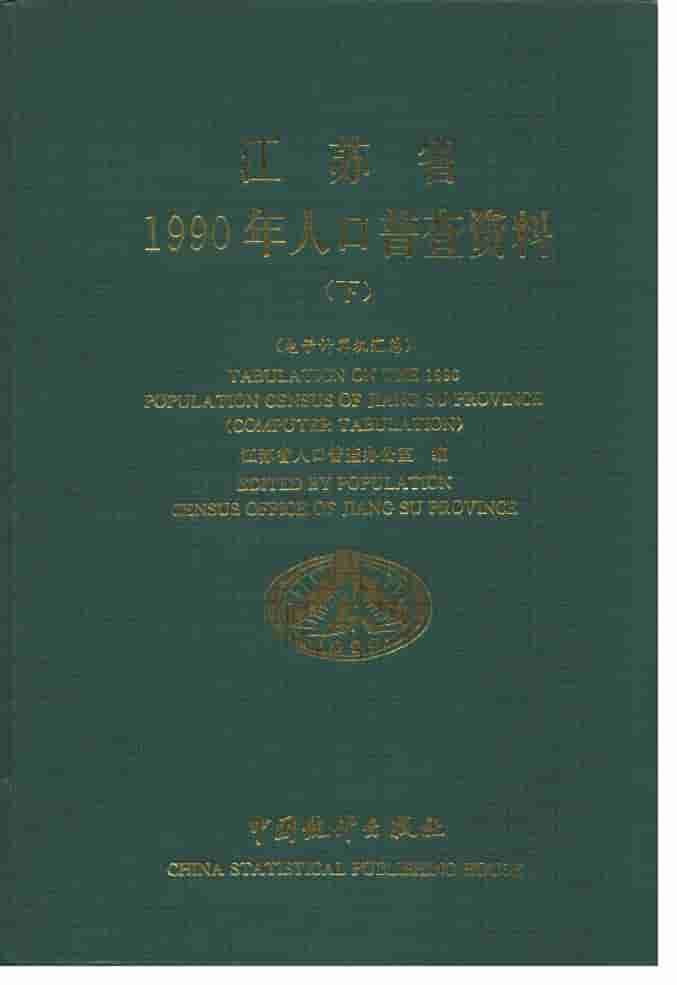 江苏省
1990年人口普查资料
（下）
（电子计算机汇总）
TABULATION ON THE 1990
POPULATION CENSUS OF JIANG SU PROVINCE
(COMPUTER TABULATION)
江苏省人口普查办公室 编
EDITED BY POPULATION
CENSUS OFFICE OF JIANG SU PROVINCE
中国统计出版社
CHINA STATISTICAL PUBLISHING HOUSE